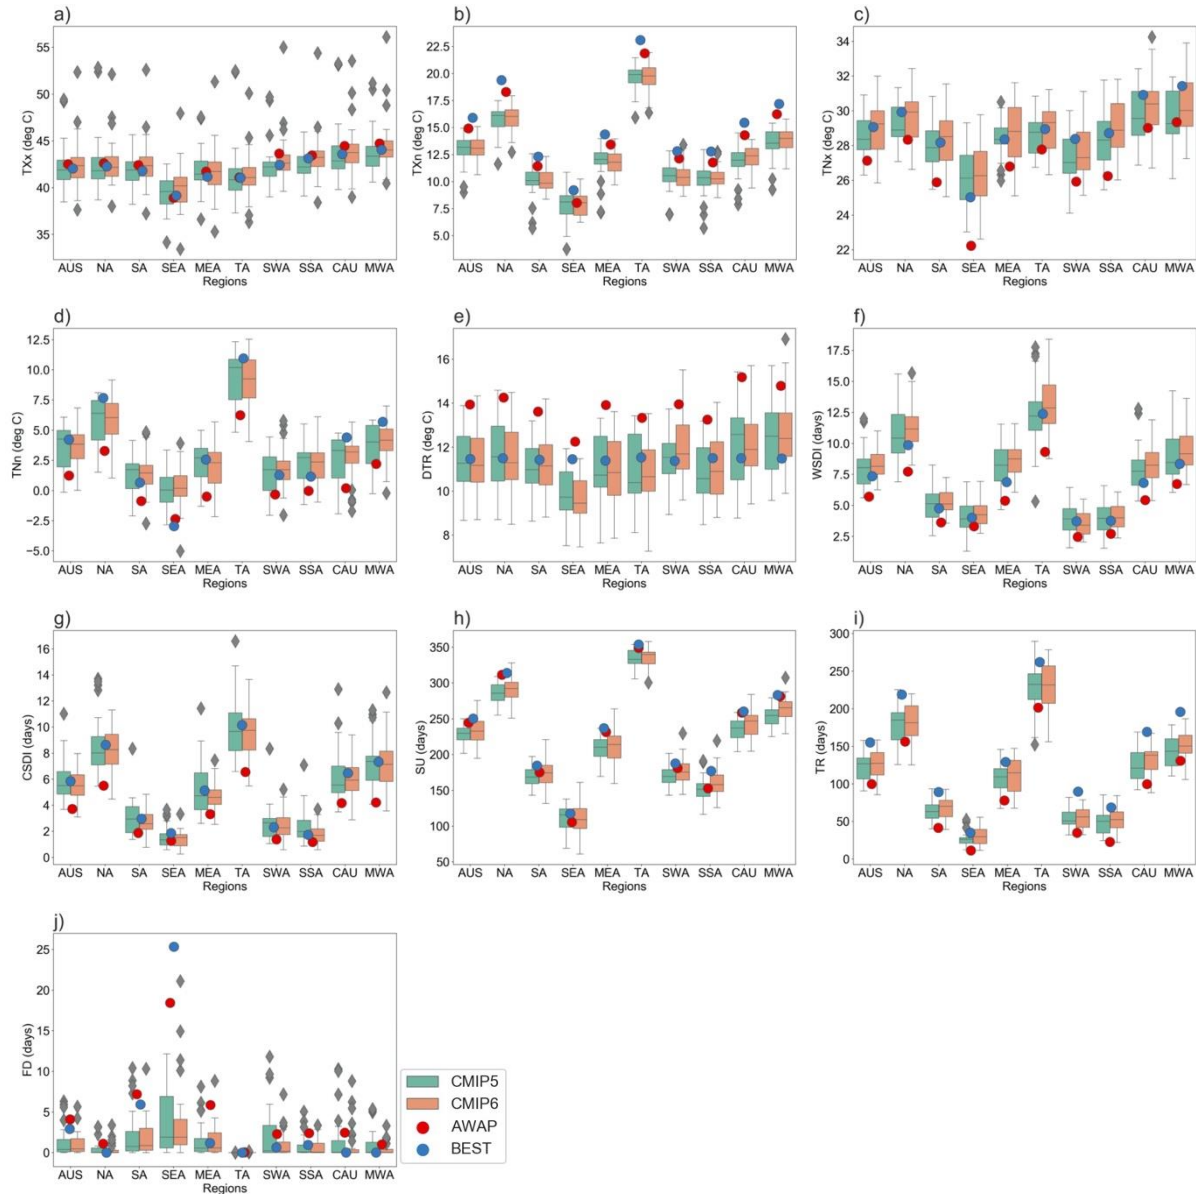 a)
TXx (deg C)
55
50
45
40
35
AUS NA SA SEA MEA TA SWA SSA CAU MWA
Regions
b)
TXn (deg C)
22.5
20.0
17.5
15.0
12.5
10.0
7.5
5.0
AUS NA SA SEA MEA TA SWA SSA CAU MWA
Regions
c)
TNx (deg C)
34
32
30
28
26
24
22
AUS NA SA SEA MEA TA SWA SSA CAU MWA
Regions
d)
TNn (deg C)
12.5
10.0
7.5
5.0
2.5
0.0
−2.5
−5.0
AUS NA SA SEA MEA TA SWA SSA CAU MWA
Regions
e)
DTR (deg C)
16
14
12
10
8
AUS NA SA SEA MEA TA SWA SSA CAU MWA
Regions
f)
WSDI (days)
17.5
15.0
12.5
10.0
7.5
5.0
2.5
AUS NA SA SEA MEA TA SWA SSA CAU MWA
Regions
g)
CSDI (days)
16
14
12
10
8
6
4
2
0
AUS NA SA SEA MEA TA SWA SSA CAU MWA
Regions
h)
SU (days)
350
300
250
200
150
100
50
AUS NA SA SEA MEA TA SWA SSA CAU MWA
Regions
i)
TR (days)
300
250
200
150
100
50
0
AUS NA SA SEA MEA TA SWA SSA CAU MWA
Regions
j)
FD (days)
25
20
15
10
5
0
AUS NA SA SEA MEA TA SWA SSA CAU MWA
Regions
CMIP5
CMIP6
AWAP
BEST